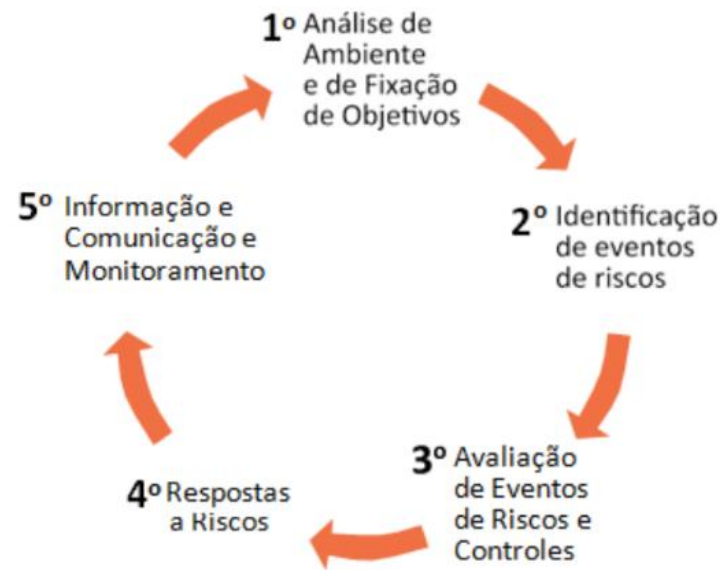 1º Análise de
Ambiente
e de Fixação
de Objetivos
2º Identificação
de eventos
de riscos
3º Avaliação
de Eventos
de Riscos e
Controles
4º Respostas
a Riscos
5º Informação e
Comunicação e
Monitoramento